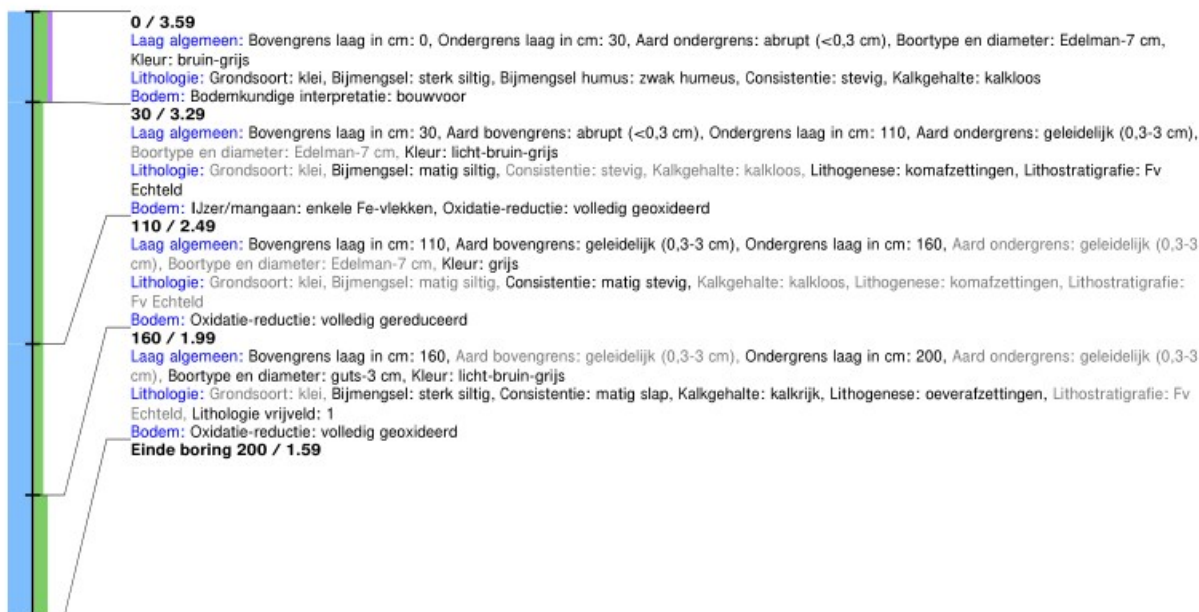 0 / 3.59
Laag algemeen: Bovengrens laag in cm: 0, Ondergrens laag in cm: 30, Aard ondergrens: abrupt (<0,3 cm), Boortype en diameter: Edelman-7 cm,
Kleur: bruin-grijs
Lithologie: Grondsoort: klei, Bijmengsel: sterk siltig, Bijmengsel humus: zwak humeus, Consistentie: stevig, Kalkgehalte: kalkloos
Bodem: Bodemkundige interpretatie: bouwvoor
30 / 3.29
Laag algemeen: Bovengrens laag in cm: 30, Aard bovengrens: abrupt (<0,3 cm), Ondergrens laag in cm: 110, Aard ondergrens: geleidelijk (0,3-3 cm),
Boortype en diameter: Edelman-7 cm, Kleur: licht-bruin-grijs
Lithologie: Grondsoort: klei, Bijmengsel: matig siltig, Consistentie: stevig, Kalkgehalte: kalkloos, Lithogenese: komafzettingen, Lithostratigrafie: Fv
Echteld
Bodem: IJzer/mangaan: enkele Fe-vlekken, Oxidatie-reductie: volledig geoxideerd
110 / 2.49
Laag algemeen: Bovengrens laag in cm: 110, Aard bovengrens: geleidelijk (0,3-3 cm), Ondergrens laag in cm: 160, Aard ondergrens: geleidelijk (0,3-3
cm), Boortype en diameter: Edelman-7 cm, Kleur: grijs
Lithologie: Grondsoort: klei, Bijmengsel: matig siltig, Consistentie: matig stevig, Kalkgehalte: kalkloos, Lithogenese: komafzettingen, Lithostratigrafie:
Fv Echteld
Bodem: Oxidatie-reductie: volledig gereduceerd
160 / 1.99
Laag algemeen: Bovengrens laag in cm: 160, Aard bovengrens: geleidelijk (0,3-3 cm), Ondergrens laag in cm: 200, Aard ondergrens: geleidelijk (0,3-3
cm), Boortype en diameter: guts-3 cm, Kleur: licht-bruin-grijs
Lithologie: Grondsoort: klei, Bijmengsel: sterk siltig, Consistentie: matig slap, Kalkgehalte: kalkrijk, Lithogenese: oeverafzettingen, Lithostratigrafie: Fv
Echteld, Lithologie vrijveld: 1
Bodem: Oxidatie-reductie: volledig geoxideerd
Einde boring 200 / 1.59